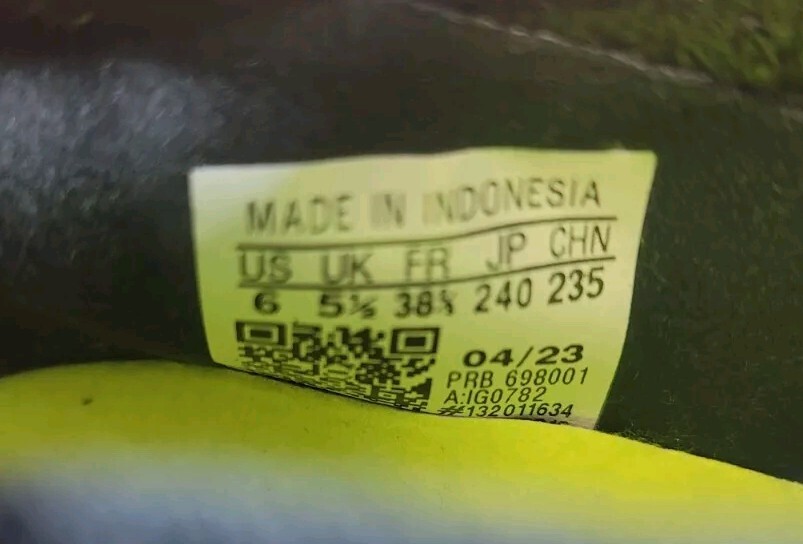 MADE IN INDONESIA
US UK FR JP CHN
6 5½ 38⅔ 240 235
04/23
PRB 698001
A:IG0782
#132011634